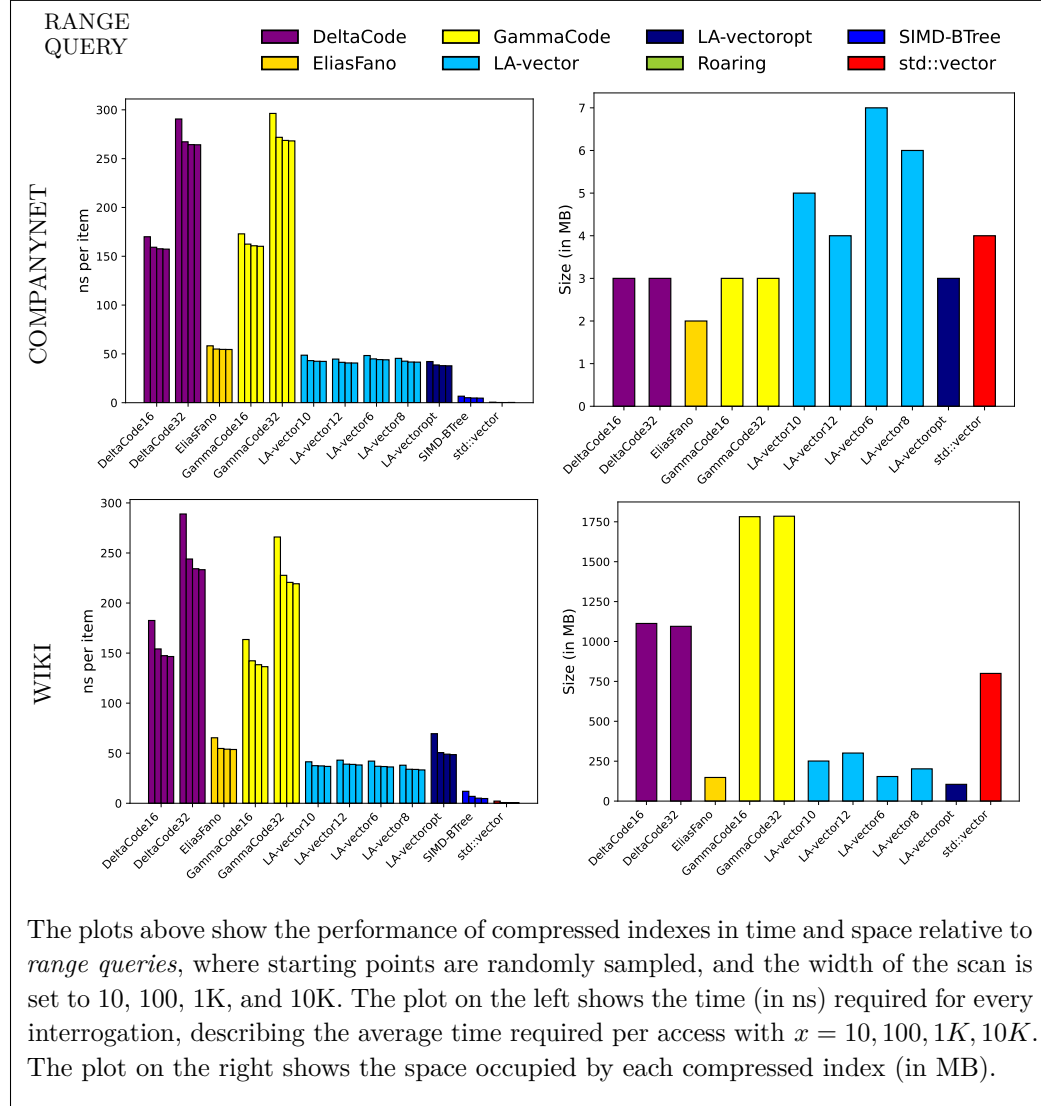 RANGE
QUERY
DeltaCode
GammaCode
LA-vectoropt
SIMD-BTree
EliasFano
LA-vector
Roaring
std::vector
COMPANYNET
ns per item
300
250
200
150
100
50
0
DeltaCode16
DeltaCode32
EliasFano
GammaCode16
GammaCode32
LA-vector10
LA-vector12
LA-vector6
LA-vector8
LA-vectoropt
SIMD-BTree
std::vector
Size (in MB)
7
6
5
4
3
2
1
0
DeltaCode16
DeltaCode32
EliasFano
GammaCode16
GammaCode32
LA-vector10
LA-vector12
LA-vector6
LA-vector8
LA-vectoropt
std::vector
WIKI
ns per item
300
250
200
150
100
50
0
DeltaCode16
DeltaCode32
EliasFano
GammaCode16
GammaCode32
LA-vector10
LA-vector12
LA-vector6
LA-vector8
LA-vectoropt
SIMD-BTree
std::vector
Size (in MB)
1750
1500
1250
1000
750
500
250
0
DeltaCode16
DeltaCode32
EliasFano
GammaCode16
GammaCode32
LA-vector10
LA-vector12
LA-vector6
LA-vector8
LA-vectoropt
std::vector
The plots above show the performance of compressed indexes in time and space relative to
range queries, where starting points are randomly sampled, and the width of the scan is
set to 10, 100, 1K, and 10K. The plot on the left shows the time (in ns) required for every
interrogation, describing the average time required per access with x = 10, 100, 1K, 10K.
The plot on the right shows the space occupied by each compressed index (in MB).